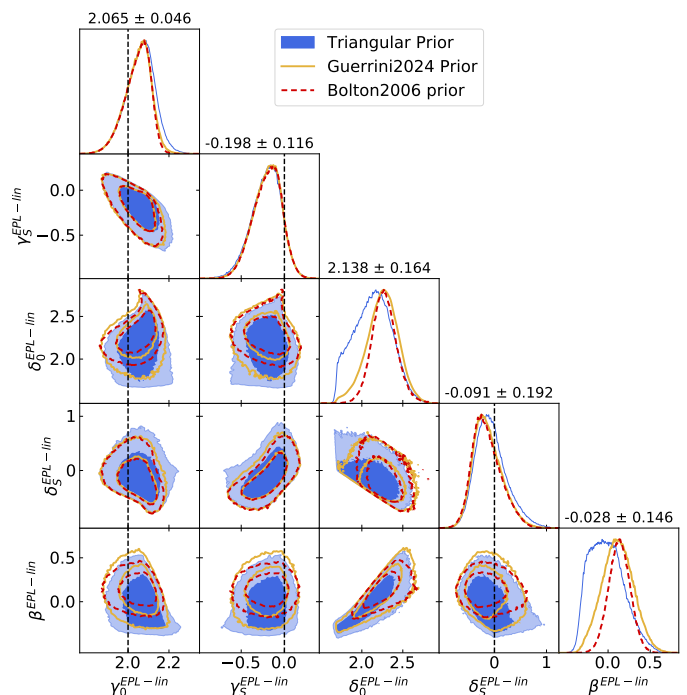 2.065 ± 0.046
Triangular Prior
Guerrini2024 Prior
Bolton2006 prior
-0.198 ± 0.116
γ_S^{EPL−lin}
0.0
−0.5
2.138 ± 0.164
δ_0^{EPL−lin}
2.5
2.0
-0.091 ± 0.192
δ_S^{EPL−lin}
1
0
-0.028 ± 0.146
β^{EPL−lin}
0.5
0.0
2.0 2.2 −0.5 0.0 2.0 2.5 0 1 0.0 0.5
γ_0^{EPL−lin} γ_S^{EPL−lin} δ_0^{EPL−lin} δ_S^{EPL−lin} β^{EPL−lin}